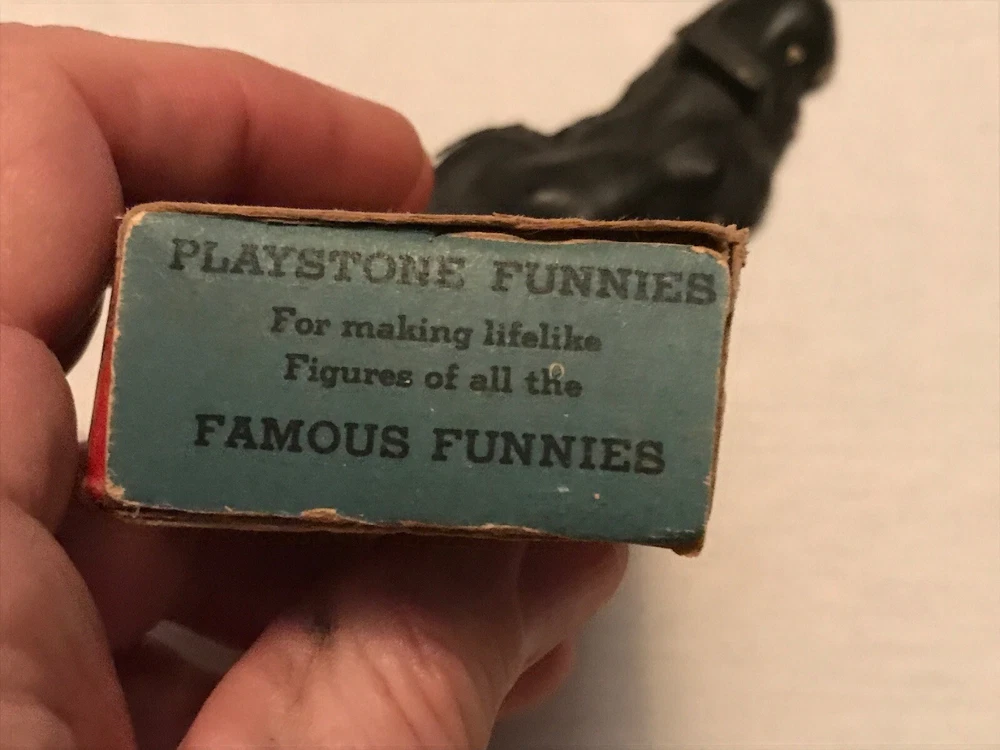 PLAYSTONE FUNNIES
For making lifelike
Figures of all the
FAMOUS FUNNIES